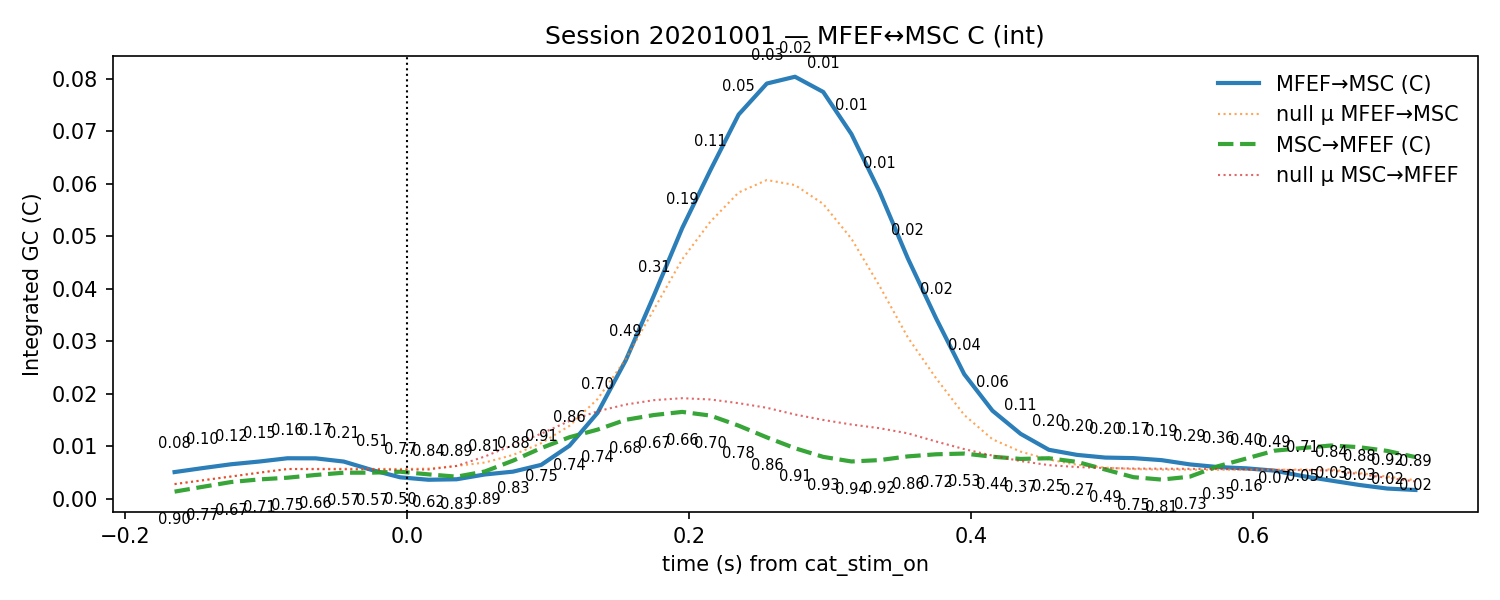 Session 20201001 — MFEF↔MSC C (int)
Integrated GC (C)
0.08
0.07
0.06
0.05
0.04
0.03
0.02
0.01
0.00
MFEF→MSC (C)
null μ MFEF→MSC
MSC→MFEF (C)
null μ MSC→MFEF
0.08 0.10 0.12 0.15 0.16 0.17 0.21 0.51 0.77 0.84 0.89 0.81 0.88 0.91 0.86 0.70 0.49 0.31 0.19 0.11 0.05 0.03 0.02 0.01 0.01 0.01 0.02 0.02 0.04 0.06 0.11 0.20 0.20 0.20 0.17 0.19 0.29 0.36 0.40 0.49 0.71 0.84 0.88 0.92 0.89
0.90 0.77 0.67 0.71 0.75 0.66 0.57 0.57 0.50 0.62 0.83 0.89 0.83 0.75 0.74 0.74 0.68 0.67 0.66 0.70 0.78 0.86 0.91 0.93 0.94 0.92 0.86 0.72 0.53 0.44 0.37 0.25 0.27 0.49 0.75 0.81 0.73 0.35 0.16 0.07 0.05 0.03 0.03 0.02 0.02
−0.2 0.0 0.2 0.4 0.6
time (s) from cat_stim_on